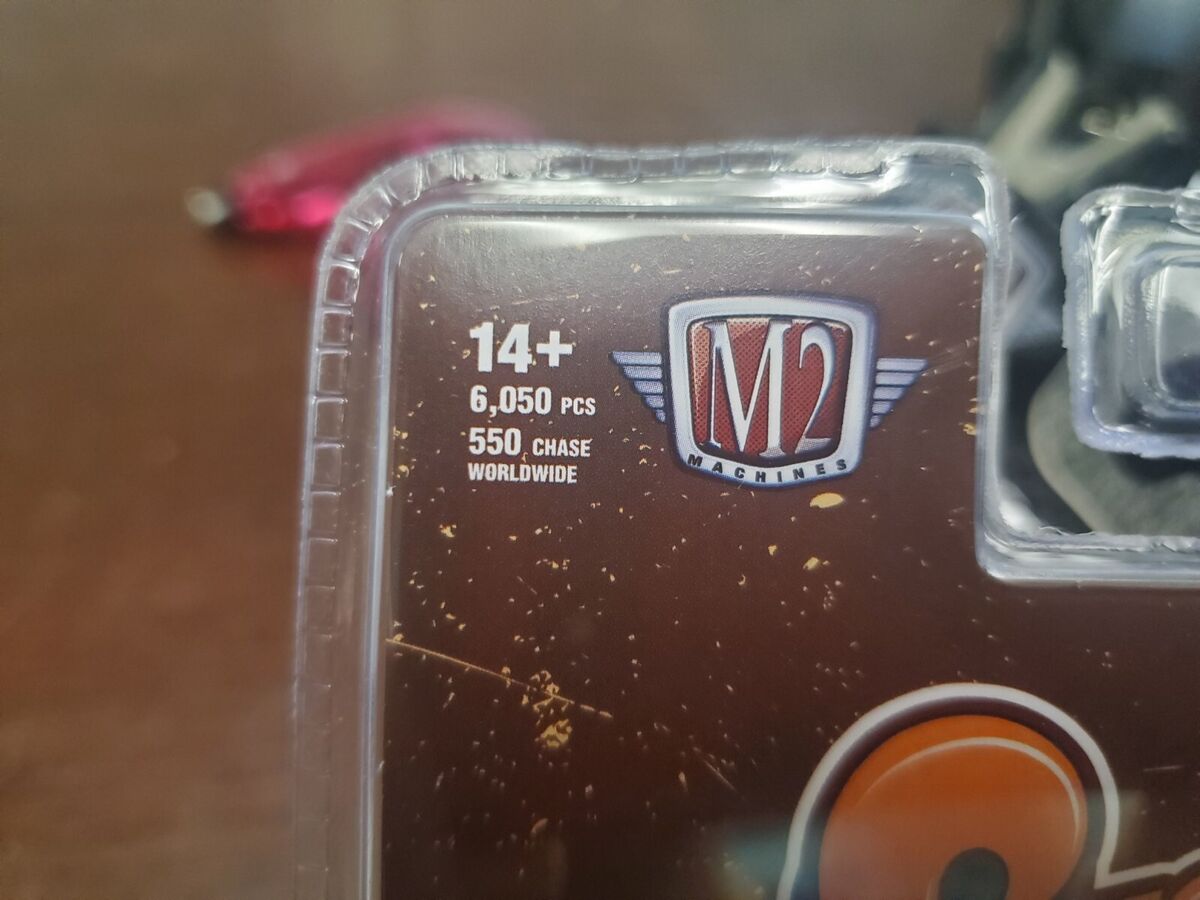 14+
6,050 PCS
550 CHASE
WORLDWIDE
M2
MACHINES